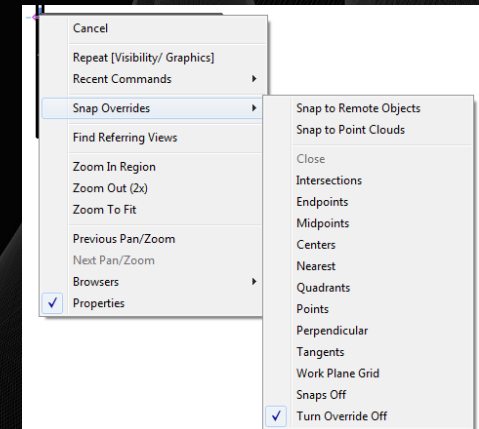 Cancel
Repeat [Visibility/ Graphics]
Recent Commands
Snap Overrides
Find Referring Views
Zoom In Region
Zoom Out (2x)
Zoom To Fit
Previous Pan/Zoom
Next Pan/Zoom
Browsers
Properties
Snap to Remote Objects
Snap to Point Clouds
Close
Intersections
Endpoints
Midpoints
Centers
Nearest
Quadrants
Points
Perpendicular
Tangents
Work Plane Grid
Snaps Off
Turn Override Off